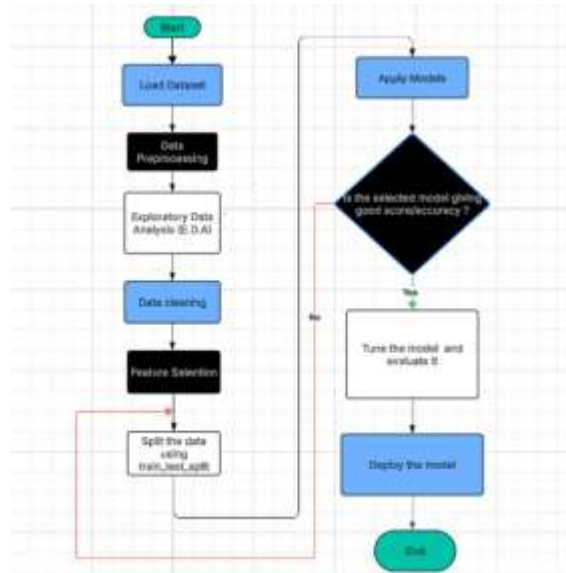 Start
Load Dataset
Data
Preprocessing
Exploratory Data
Analysis (E.D.A)
Data cleaning
Feature Selection
Split the data
using
train_test_split
Apply Models
Is the selected model giving
good score/accuracy ?
No
Yes
Tune the model and
evaluate it
Deploy the model
End